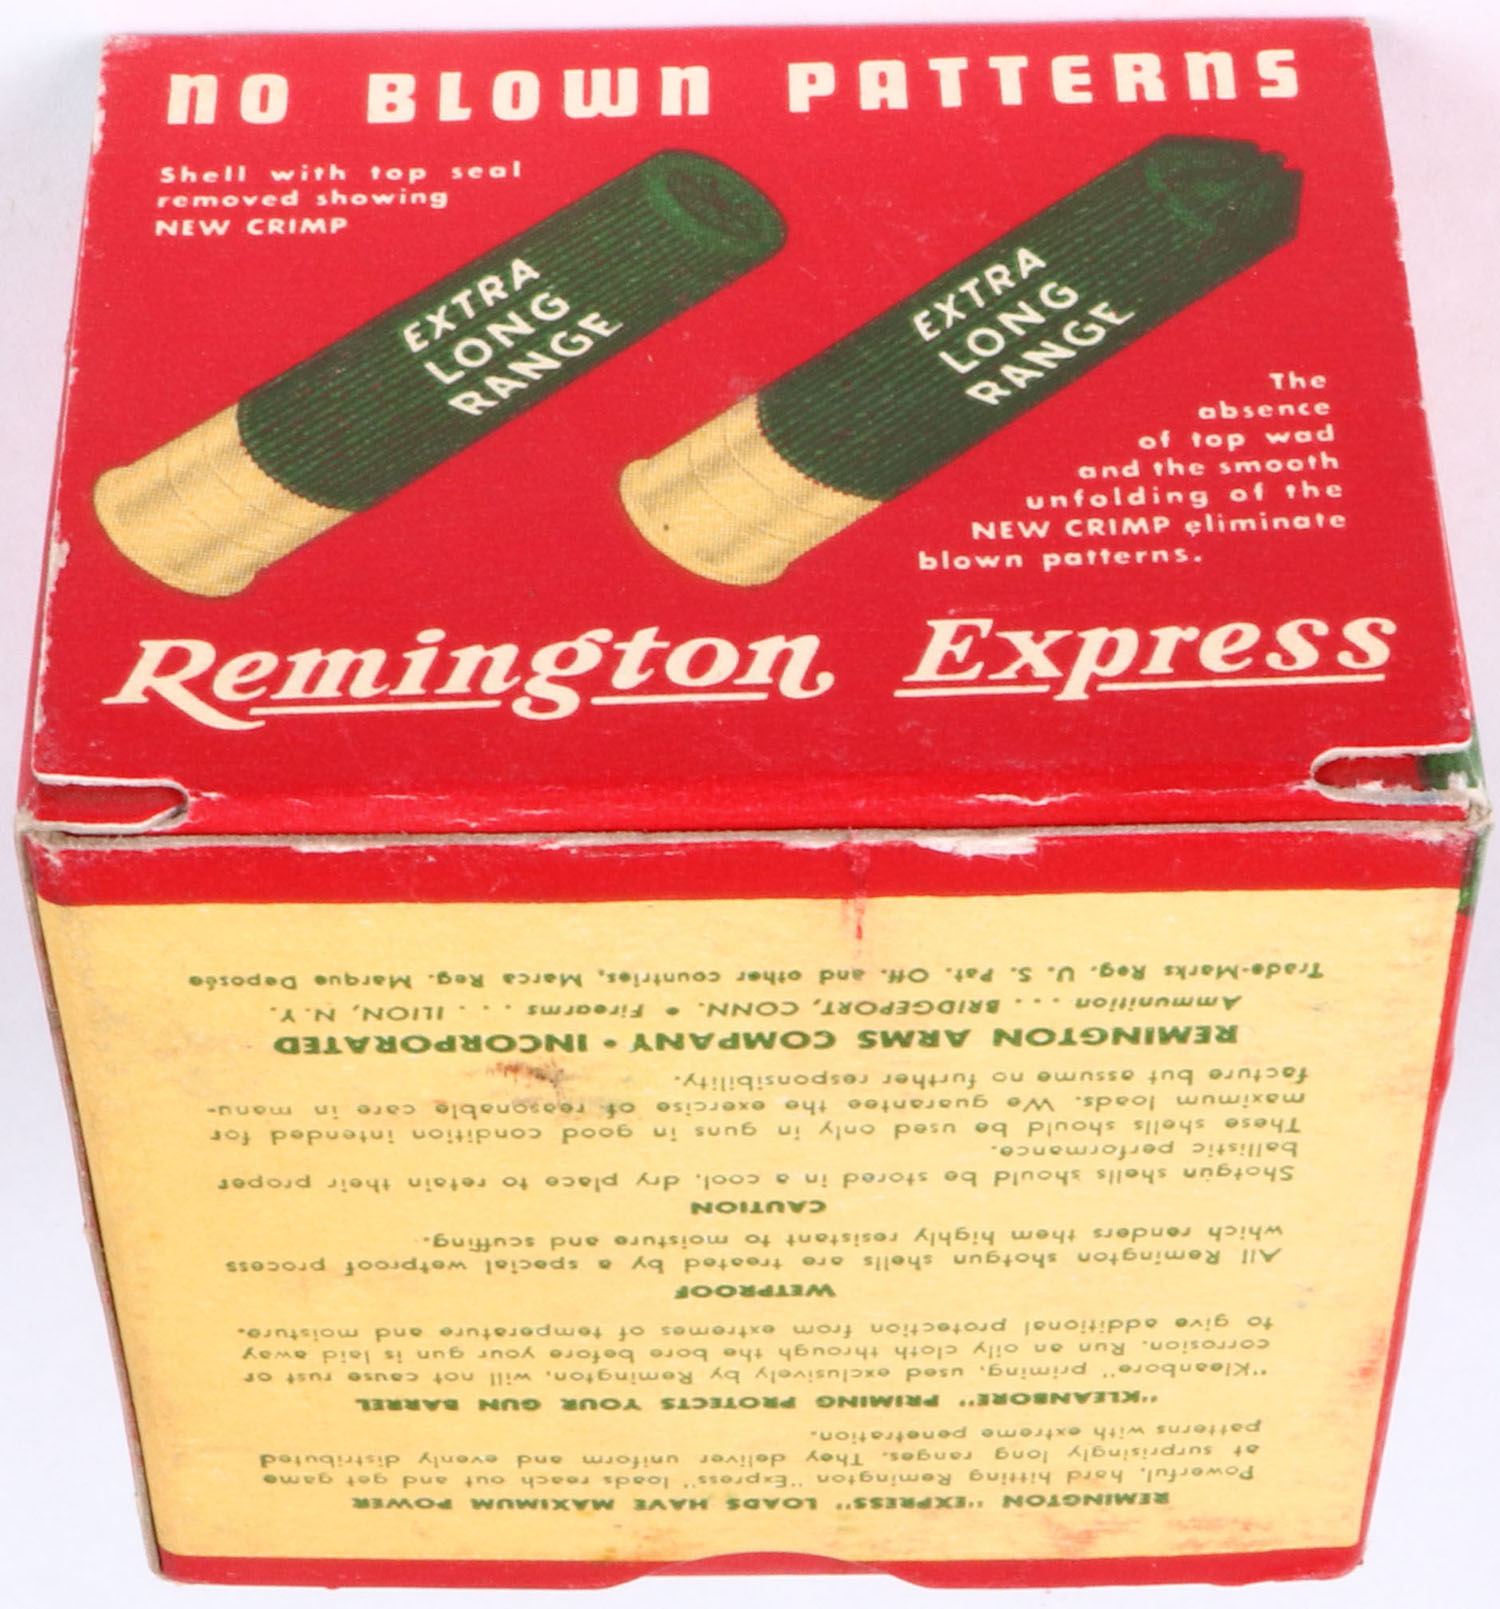 NO BLOWN PATTERNS
Shell with top seal
removed showing
NEW CRIMP
EXTRA
LONG
RANGE
EXTRA
LONG
RANGE
The
absence
of top wad
and the smooth
unfolding of the
NEW CRIMP eliminate
blown patterns.
Remington Express
REMINGTON "EXPRESS" LOADS HAVE MAXIMUM POWER
Powerful, hard hitting Remington "Express" loads reach out and get game
at surprisingly long ranges. They deliver uniform and evenly distributed
patterns with extreme penetration.
"KLEANBORE" PRIMING PROTECTS YOUR GUN BARREL
"Kleanbore" priming, used exclusively by Remington, will not cause rust or
corrosion. Run an oily cloth through the bore before your gun is laid away
to give additional protection from extremes of temperature and moisture.
WETPROOF
All Remington shotgun shells are treated by a special wetproof process
which renders them highly resistant to moisture and scuffing.
CAUTION
Shotgun shells should be stored in a cool, dry place to retain their proper
ballistic performance.
These shells should be used only in guns in good condition intended for
maximum loads. We guarantee the exercise of reasonable care in manu-
facture but assume no further responsibility.
REMINGTON ARMS COMPANY • INCORPORATED
Ammunition . . . BRIDGEPORT, CONN. • Firearms . . . ILION, N.Y.
Trade-Marks Reg. U. S. Pat. Off. and other countries, Marca Reg. Marque Deposée